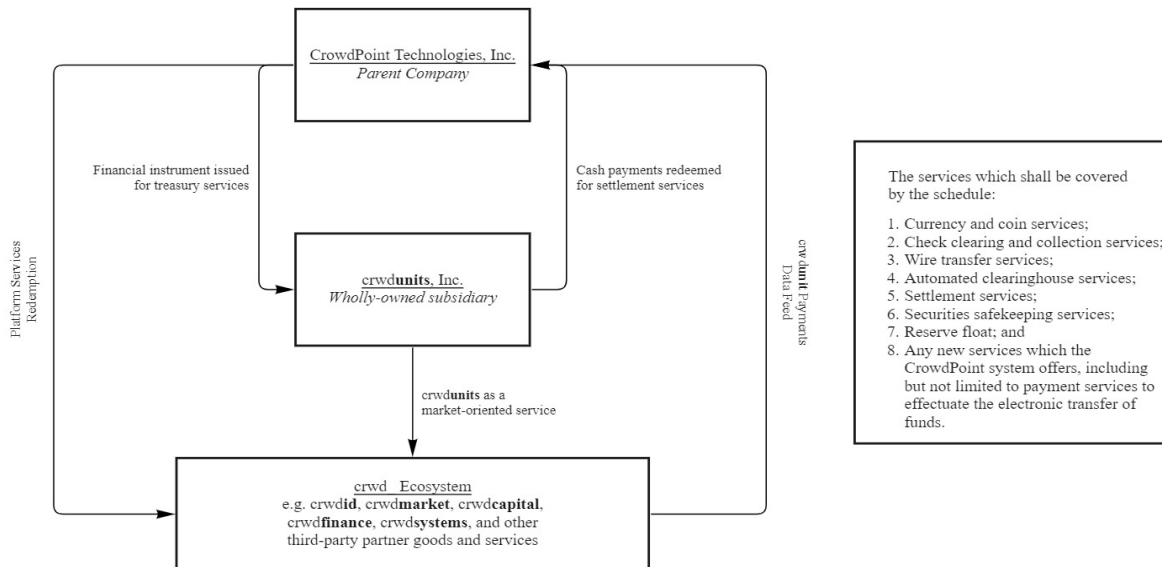 CrowdPoint Technologies, Inc.
Parent Company
Financial instrument issued
for treasury services
Cash payments redeemed
for settlement services
Platform Services
Redemption
crwdunit Payments
Data Feed
crwdunits, Inc.
Wholly-owned subsidiary
crwdunits as a
market-oriented service
crwd_ Ecosystem
e.g. crwdid, crwdmarket, crwdcapital,
crwdfinance, crwdsystems, and other
third-party partner goods and services
The services which shall be covered
by the schedule:
1. Currency and coin services;
2. Check clearing and collection services;
3. Wire transfer services;
4. Automated clearinghouse services;
5. Settlement services;
6. Securities safekeeping services;
7. Reserve float; and
8. Any new services which the
CrowdPoint system offers, including
but not limited to payment services to
effectuate the electronic transfer of
funds.